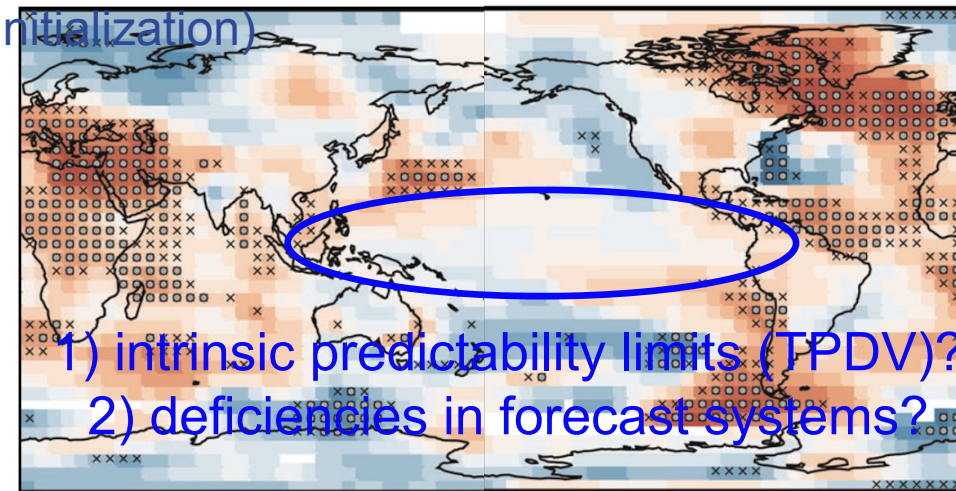 nitialization)
1) intrinsic predictability limits (TPDV)?
2) deficiencies in forecast systems?